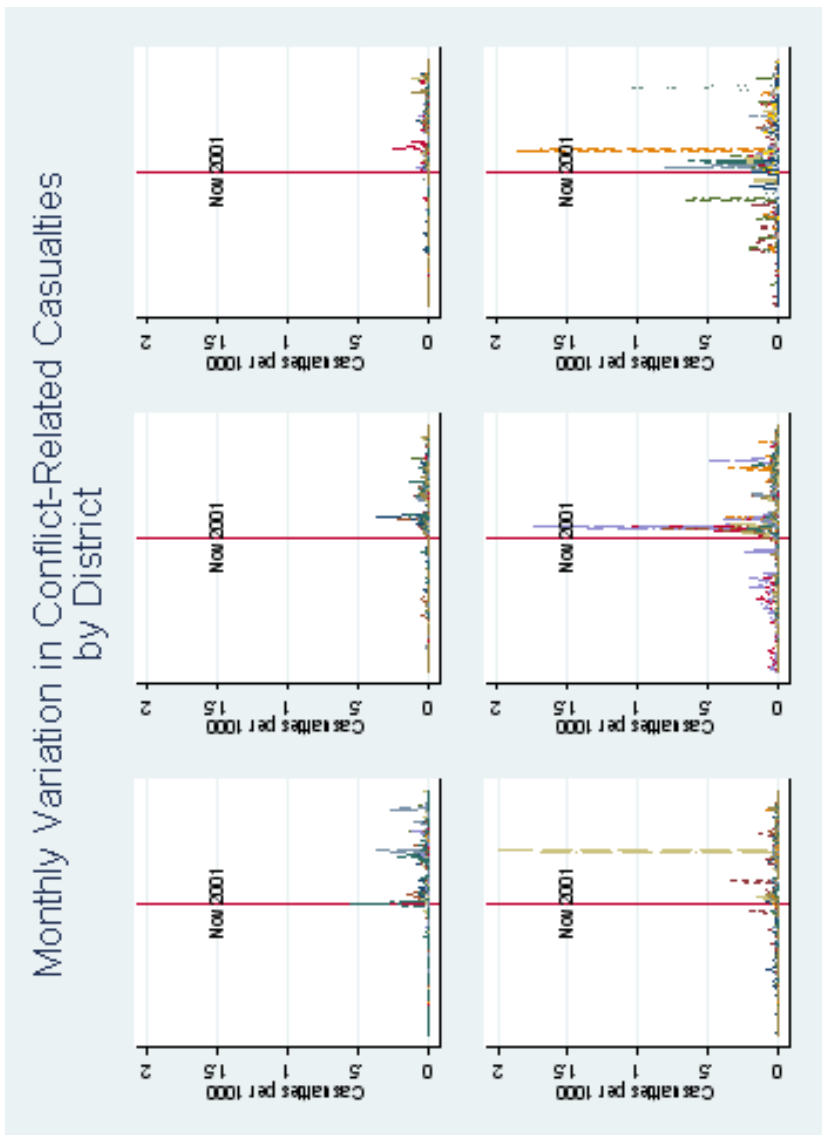 Monthly Variation in Conflict-Related Casualties
by District
Casualties per 1000
0 .5 1 1.5 2
Nov 2001
Casualties per 1000
0 .5 1 1.5 2
Nov 2001
Casualties per 1000
0 .5 1 1.5 2
Nov 2001
Casualties per 1000
0 .5 1 1.5 2
Nov 2001
Casualties per 1000
0 .5 1 1.5 2
Nov 2001
Casualties per 1000
0 .5 1 1.5 2
Nov 2001